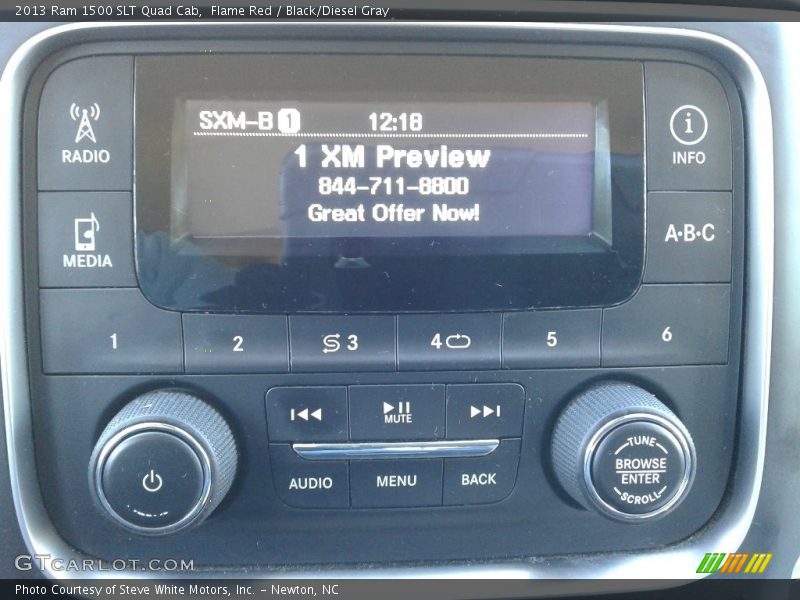 2013 Ram 1500 SLT Quad Cab,  Flame Red / Black/Diesel Gray
SXM-B 1 12:18
1 XM Preview
844-711-8800
Great Offer Now!
RADIO
INFO
MEDIA
A·B·C
1 2 3 4 5 6
MUTE
AUDIO MENU BACK
TUNE
BROWSE
ENTER
SCROLL
GTCARLOT.COM
Photo Courtesy of Steve White Motors, Inc. - Newton, NC